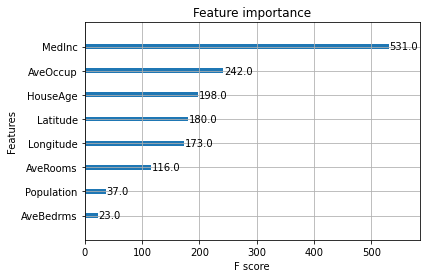 Feature importance
MedInc 531.0
AveOccup 242.0
HouseAge 198.0
Latitude 180.0
Longitude 173.0
AveRooms 116.0
Population 37.0
AveBedrms 23.0
Features
0 100 200 300 400 500
F score